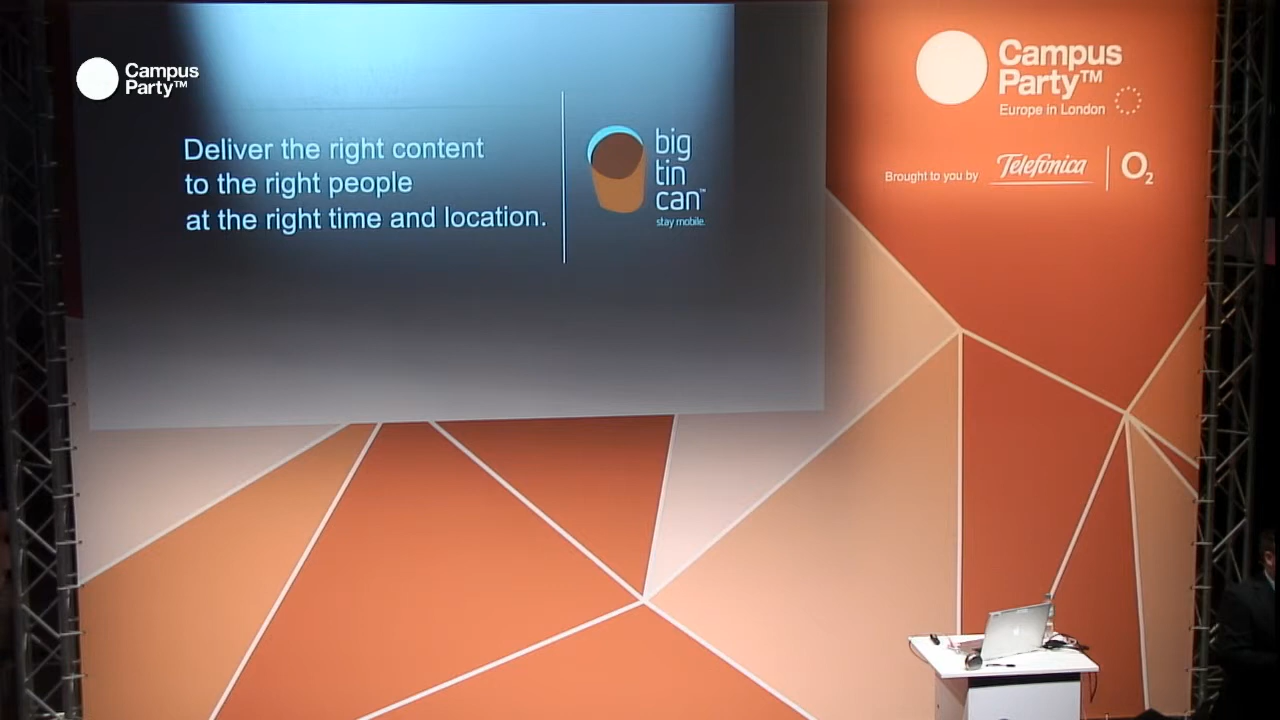 Campus
Party™
Deliver the right content
to the right people
at the right time and location.
big
tin
can™
stay mobile.
Campus
Party™
Europe in London
Brought to you by
Telefónica
O2